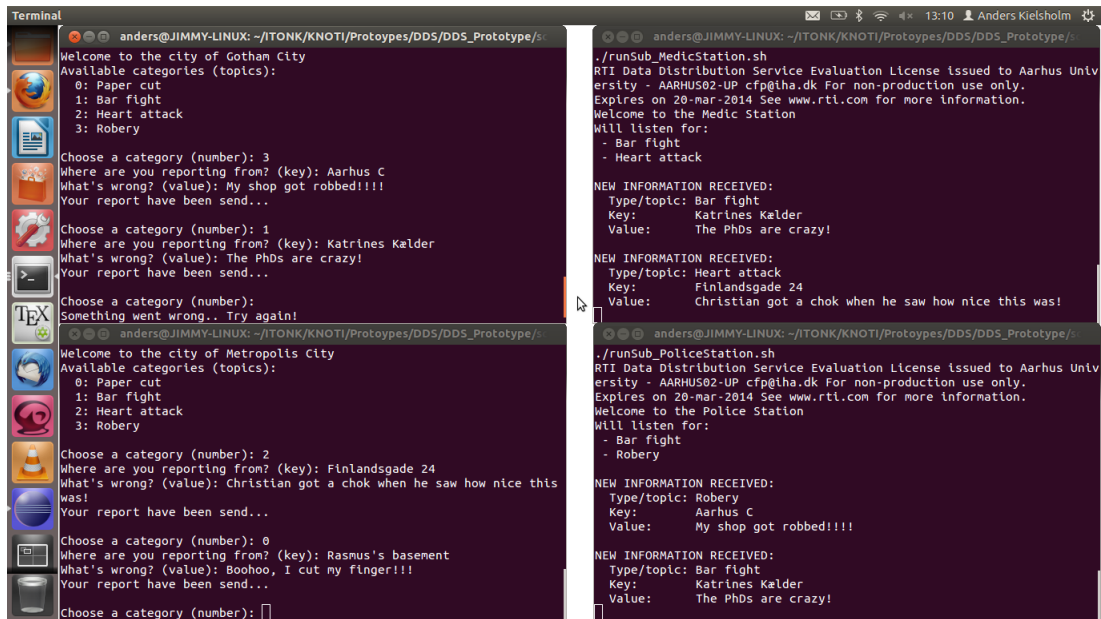 Terminal
13:10 Anders Kielsholm
anders@JIMMY-LINUX: ~/ITONK/KNOTI/Protoypes/DDS/DDS_Prototype/s
Welcome to the city of Gotham City
Available categories (topics):
0: Paper cut
1: Bar fight
2: Heart attack
3: Robery
Choose a category (number): 3
Where are you reporting from? (key): Aarhus C
What's wrong? (value): My shop got robbed!!!!
Your report have been send...
Choose a category (number): 1
Where are you reporting from? (key): Katrines Kælder
What's wrong? (value): The PhDs are crazy!
Your report have been send...
Choose a category (number):
Something went wrong.. Try again!
anders@JIMMY-LINUX: ~/ITONK/KNOTI/Protoypes/DDS/DDS_Prototype/s
./runSub_MedicStation.sh
RTI Data Distribution Service Evaluation License issued to Aarhus Univ
ersity - AARHUS02-UP cfp@iha.dk For non-production use only.
Expires on 20-mar-2014 See www.rti.com for more information.
Welcome to the Medic Station
Will listen for:
- Bar fight
- Heart attack
NEW INFORMATION RECEIVED:
Type/topic: Bar fight
Key: Katrines Kælder
Value: The PhDs are crazy!
NEW INFORMATION RECEIVED:
Type/topic: Heart attack
Key: Finlandsgade 24
Value: Christian got a chok when he saw how nice this was!
TEX
anders@JIMMY-LINUX: ~/ITONK/KNOTI/Protoypes/DDS/DDS_Prototype/s
Welcome to the city of Metropolis City
Available categories (topics):
0: Paper cut
1: Bar fight
2: Heart attack
3: Robery
Choose a category (number): 2
Where are you reporting from? (key): Finlandsgade 24
What's wrong? (value): Christian got a chok when he saw how nice this
was!
Your report have been send...
Choose a category (number): 0
Where are you reporting from? (key): Rasmus's basement
What's wrong? (value): Boohoo, I cut my finger!!!
Your report have been send...
Choose a category (number):
anders@JIMMY-LINUX: ~/ITONK/KNOTI/Protoypes/DDS/DDS_Prototype/s
./runSub_PoliceStation.sh
RTI Data Distribution Service Evaluation License issued to Aarhus Univ
ersity - AARHUS02-UP cfp@iha.dk For non-production use only.
Expires on 20-mar-2014 See www.rti.com for more information.
Welcome to the Police Station
Will listen for:
- Bar fight
- Robery
NEW INFORMATION RECEIVED:
Type/topic: Robery
Key: Aarhus C
Value: My shop got robbed!!!!
NEW INFORMATION RECEIVED:
Type/topic: Bar fight
Key: Katrines Kælder
Value: The PhDs are crazy!